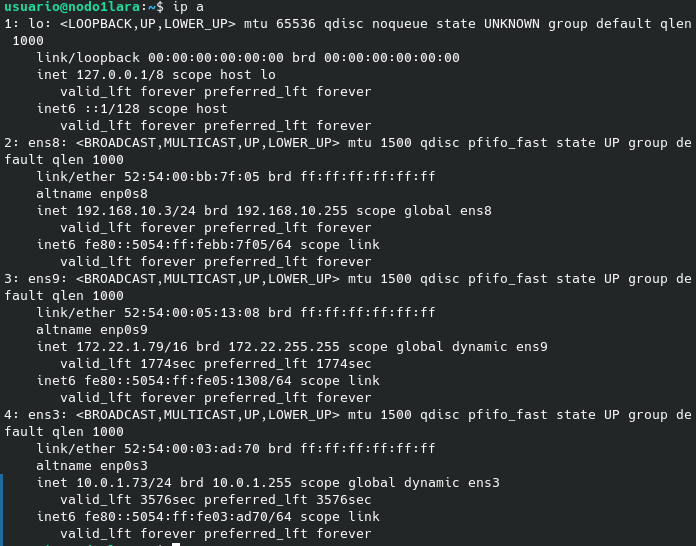 usuario@nodo1lara:~$ ip a
1: lo: <LOOPBACK,UP,LOWER_UP> mtu 65536 qdisc noqueue state UNKNOWN group default qlen
 1000
    link/loopback 00:00:00:00:00:00 brd 00:00:00:00:00:00
    inet 127.0.0.1/8 scope host lo
       valid_lft forever preferred_lft forever
    inet6 ::1/128 scope host
       valid_lft forever preferred_lft forever
2: ens8: <BROADCAST,MULTICAST,UP,LOWER_UP> mtu 1500 qdisc pfifo_fast state UP group de
fault qlen 1000
    link/ether 52:54:00:bb:7f:05 brd ff:ff:ff:ff:ff:ff
    altname enp0s8
    inet 192.168.10.3/24 brd 192.168.10.255 scope global ens8
       valid_lft forever preferred_lft forever
    inet6 fe80::5054:ff:febb:7f05/64 scope link
       valid_lft forever preferred_lft forever
3: ens9: <BROADCAST,MULTICAST,UP,LOWER_UP> mtu 1500 qdisc pfifo_fast state UP group de
fault qlen 1000
    link/ether 52:54:00:05:13:08 brd ff:ff:ff:ff:ff:ff
    altname enp0s9
    inet 172.22.1.79/16 brd 172.22.255.255 scope global dynamic ens9
       valid_lft 1774sec preferred_lft 1774sec
    inet6 fe80::5054:ff:fe05:1308/64 scope link
       valid_lft forever preferred_lft forever
4: ens3: <BROADCAST,MULTICAST,UP,LOWER_UP> mtu 1500 qdisc pfifo_fast state UP group de
fault qlen 1000
    link/ether 52:54:00:03:ad:70 brd ff:ff:ff:ff:ff:ff
    altname enp0s3
    inet 10.0.1.73/24 brd 10.0.1.255 scope global dynamic ens3
       valid_lft 3576sec preferred_lft 3576sec
    inet6 fe80::5054:ff:fe03:ad70/64 scope link
       valid_lft forever preferred_lft forever